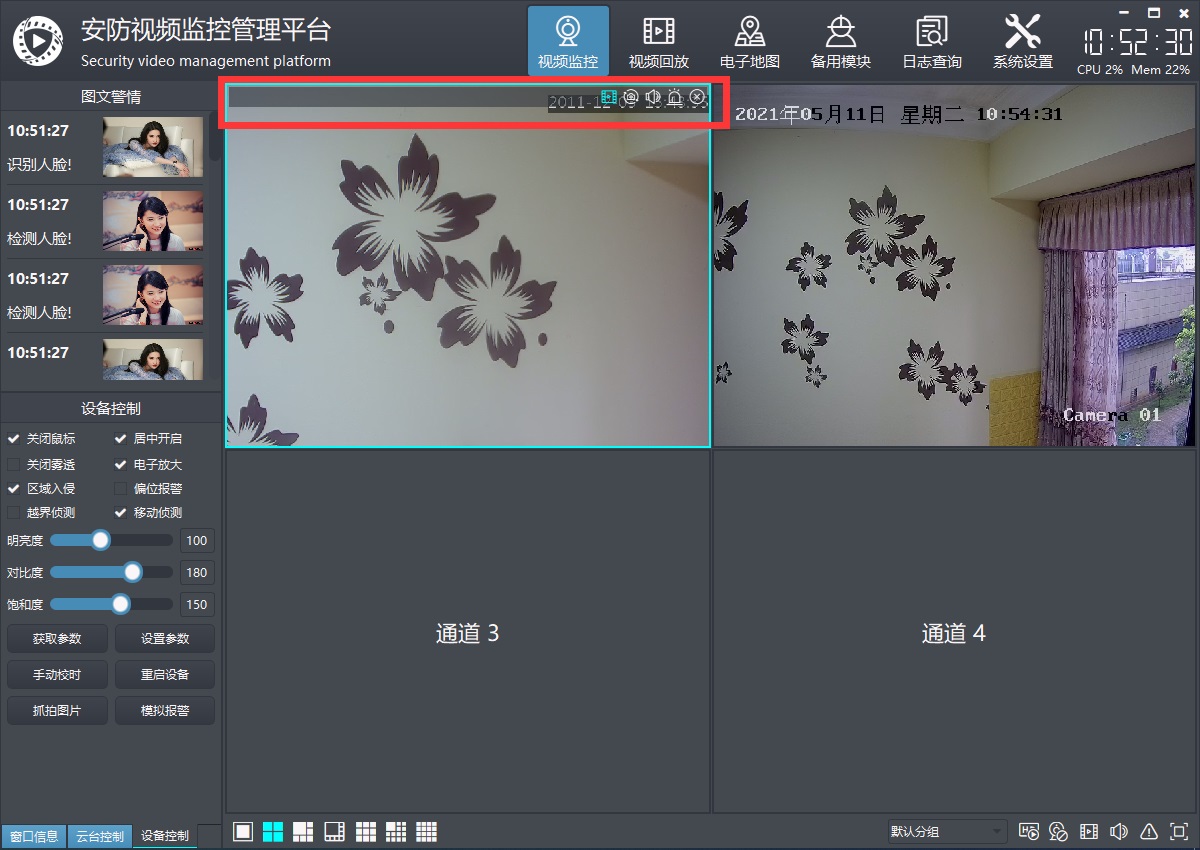 安防视频监控管理平台
Security video management platform
视频监控
视频回放
电子地图
备用模块
日志查询
系统设置
10:52:30
CPU 2% Mem 22%
图文警情
10:51:27
识别人脸!
10:51:27
检测人脸!
10:51:27
检测人脸!
10:51:27
设备控制
关闭鼠标
居中开启
关闭雾透
电子放大
区域入侵
偏位报警
越界侦测
移动侦测
明亮度 100
对比度 180
饱和度 150
获取参数
设置参数
手动校时
重启设备
抓拍图片
模拟报警
窗口信息
云台控制
设备控制
2021年05月11日 星期二 10:54:31
Camera 01
通道 3
通道 4
默认分组